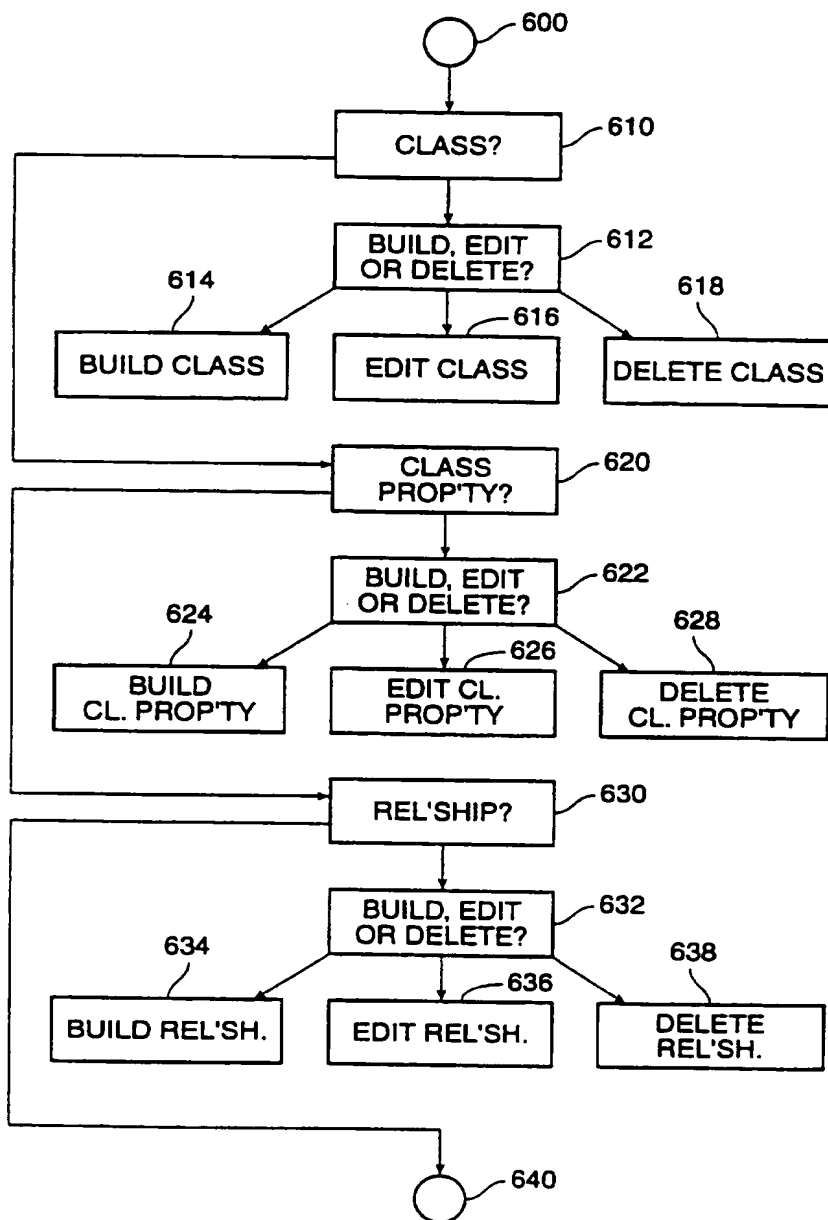 600
CLASS?
610
BUILD, EDIT
OR DELETE?
612
614
616
618
BUILD CLASS
EDIT CLASS
DELETE CLASS
CLASS
PROP'TY?
620
BUILD, EDIT
OR DELETE?
622
624
626
628
BUILD
CL. PROP'TY
EDIT CL.
PROP'TY
DELETE
CL. PROP'TY
REL'SHIP?
630
BUILD, EDIT
OR DELETE?
632
634
636
638
BUILD REL'SH.
EDIT REL'SH.
DELETE
REL'SH.
640